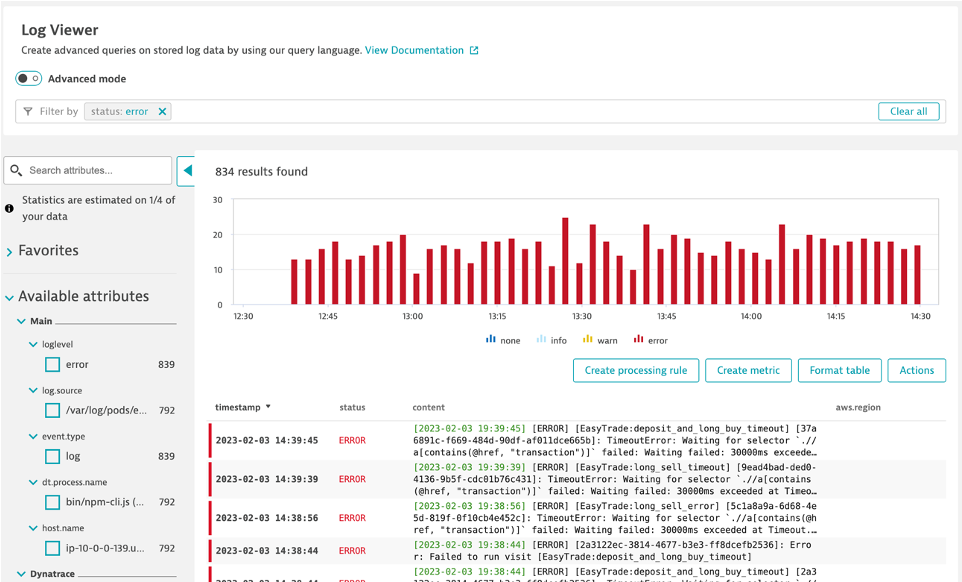 Log Viewer
Create advanced queries on stored log data by using our query language. View Documentation
Advanced mode
Filter by status: error Clear all
Search attributes...
Statistics are estimated on 1/4 of
your data
Favorites
Available attributes
Main
loglevel
error 839
log.source
/var/log/pods/e... 792
event.type
log 839
dt.process.name
bin/npm-cli.js (... 792
host.name
ip-10-0-0-139.u... 792
Dynatrace
834 results found
30
20
10
0
12:30 12:45 13:00 13:15 13:30 13:45 14:00 14:15 14:30
none info warn error
Create processing rule Create metric Format table Actions
timestamp status content aws.region
2023-02-03 14:39:45 ERROR
[2023-02-03 19:39:45] [ERROR] [EasyTrade:deposit_and_long_buy_timeout] [37a
6891c-f669-484d-90df-af011dce665b]: TimeoutError: Waiting for selector `.//
a[contains(@href, "transaction")]` failed: Waiting failed: 30000ms exceede…
2023-02-03 14:39:39 ERROR
[2023-02-03 19:39:39] [ERROR] [EasyTrade:long_sell_timeout] [9ead4bad-ded0-
4136-9b5f-cdc01b76c431]: TimeoutError: Waiting for selector `.//a[contains
(@href, "transaction")]` failed: Waiting failed: 30000ms exceeded at Timeo…
2023-02-03 14:38:56 ERROR
[2023-02-03 19:38:56] [ERROR] [EasyTrade:long_sell_error] [5c1a8a9a-6d68-4e
5d-819f-0f10cb4e452c]: TimeoutError: Waiting for selector `.//a[contains(@h
ref, "transaction")]` failed: Waiting failed: 30000ms exceeded at Timeout.…
2023-02-03 14:38:44 ERROR
[2023-02-03 19:38:44] [ERROR] [2a3122ec-3814-4677-b3e3-ff8dcefb2536]: Erro
r: Failed to run visit [EasyTrade:deposit_and_long_buy_timeout]
[2023-02-03 19:38:44] [ERROR] [EasyTrade:deposit_and_long_buy_timeout] [2a3